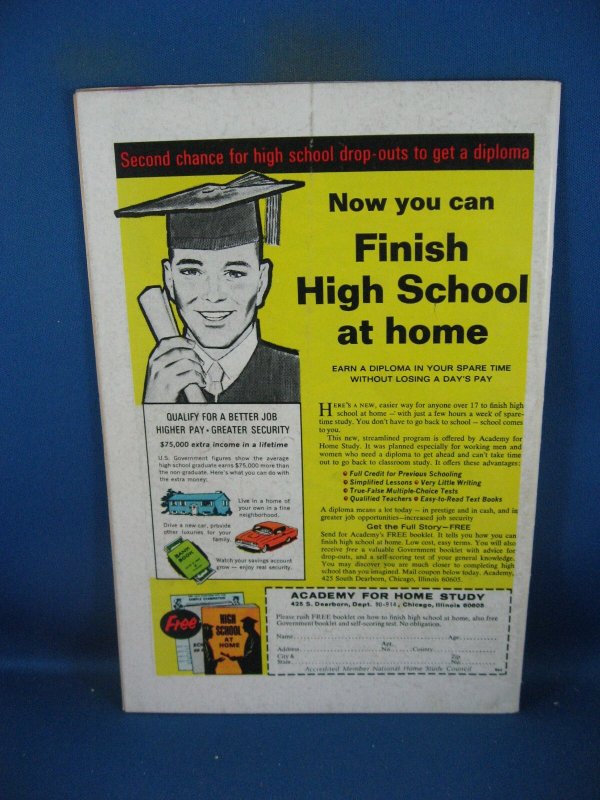 Second chance for high school drop-outs to get a diploma
Now you can
Finish
High School
at home
EARN A DIPLOMA IN YOUR SPARE TIME
WITHOUT LOSING A DAY'S PAY
QUALIFY FOR A BETTER JOB
HIGHER PAY • GREATER SECURITY
$75,000 extra income in a lifetime
U.S. Government figures show the average
high school graduate earns $75,000 more than
the non-graduate. Here's what you can do with
the extra money:
Live in a home of
your own in a fine
neighborhood.
Drive a new car, provide
other luxuries for your
family.
BANK
BOOK
Watch your savings account
grow — enjoy real security.
HERE'S A NEW, easier way for anyone over 17 to finish high
school at home — with just a few hours a week of spare-
time study. You don't have to go back to school — school comes
to you.
This new, streamlined program is offered by Academy for
Home Study. It was planned especially for working men and
women who need a diploma to get ahead and can't take time
out to go back to classroom study. It offers these advantages:
• Full Credit for Previous Schooling
• Simplified Lessons • Very Little Writing
• True-False Multiple-Choice Tests
• Qualified Teachers • Easy-to-Read Text Books
A diploma means a lot today – in prestige and in cash, and in
greater job opportunities—increased job security
Get the Full Story—FREE
Send for Academy's FREE booklet. It tells you how you can
finish high school at home. Low cost, easy terms. You will also
receive free a valuable Government booklet with advice for
drop-outs, and a self-scoring test of your general knowledge.
You may discover you are much closer to completing high
school than you imagined. Mail coupon below today. Academy,
425 South Dearborn, Chicago, Illinois 60605.
Free
SAMPLE EXAMINATION
HIGH
SCHOOL
AT
HOME
ACADEMY FOR HOME STUDY
425 S. Dearborn, Dept. 90-914, Chicago, Illinois 60605
Please rush FREE booklet on how to finish high school at home, also free
Government booklet and self-scoring test. No obligation.
Name Age
Address Apt. No. County
City & State Zip No.
Accredited Member National Home Study Council